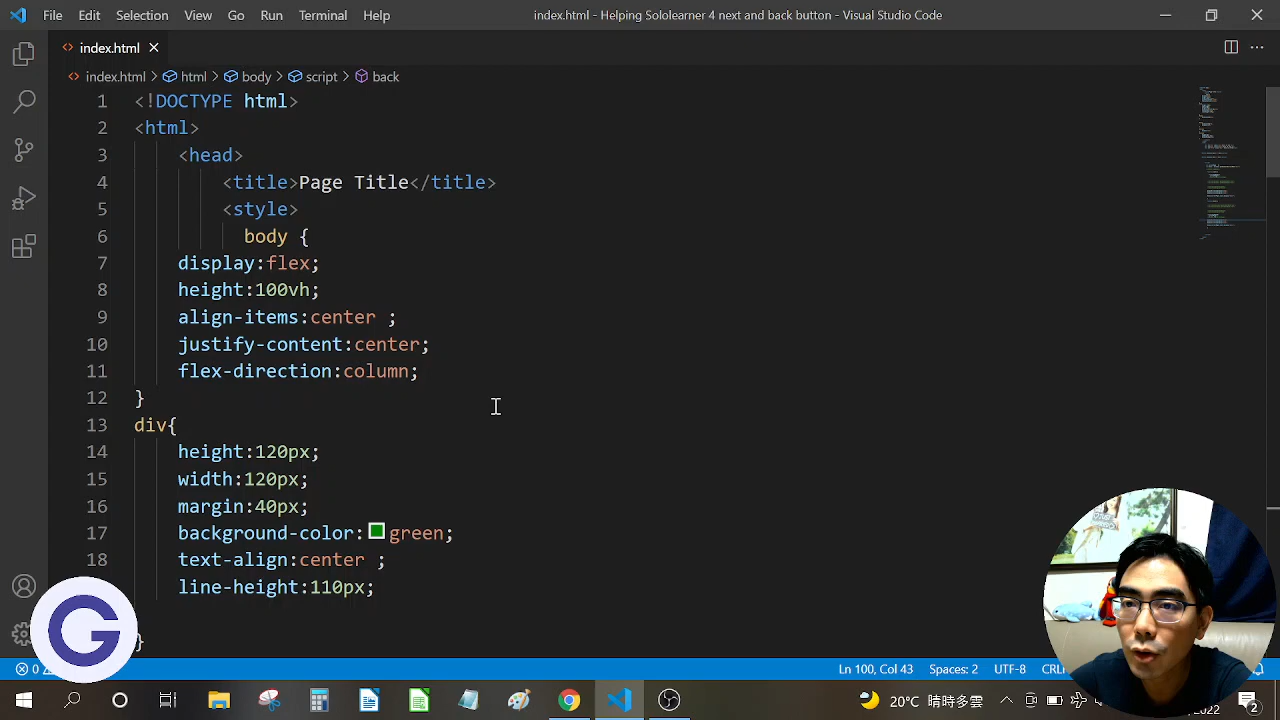 File Edit Selection View Go Run Terminal Help index.html - Helping Sololearner 4 next and back button - Visual Studio Code
index.html
index.html > html > body > script > back
1 <!DOCTYPE html>
2 <html>
3 <head>
4 <title>Page Title</title>
5 <style>
6 body {
7 display:flex;
8 height:100vh;
9 align-items:center ;
10 justify-content:center;
11 flex-direction:column;
12 }
13 div{
14 height:120px;
15 width:120px;
16 margin:40px;
17 background-color:green;
18 text-align:center ;
line-height:110px;
}
G
0 Ln 100, Col 43 Spaces: 2 UTF-8
20°C 2022 2